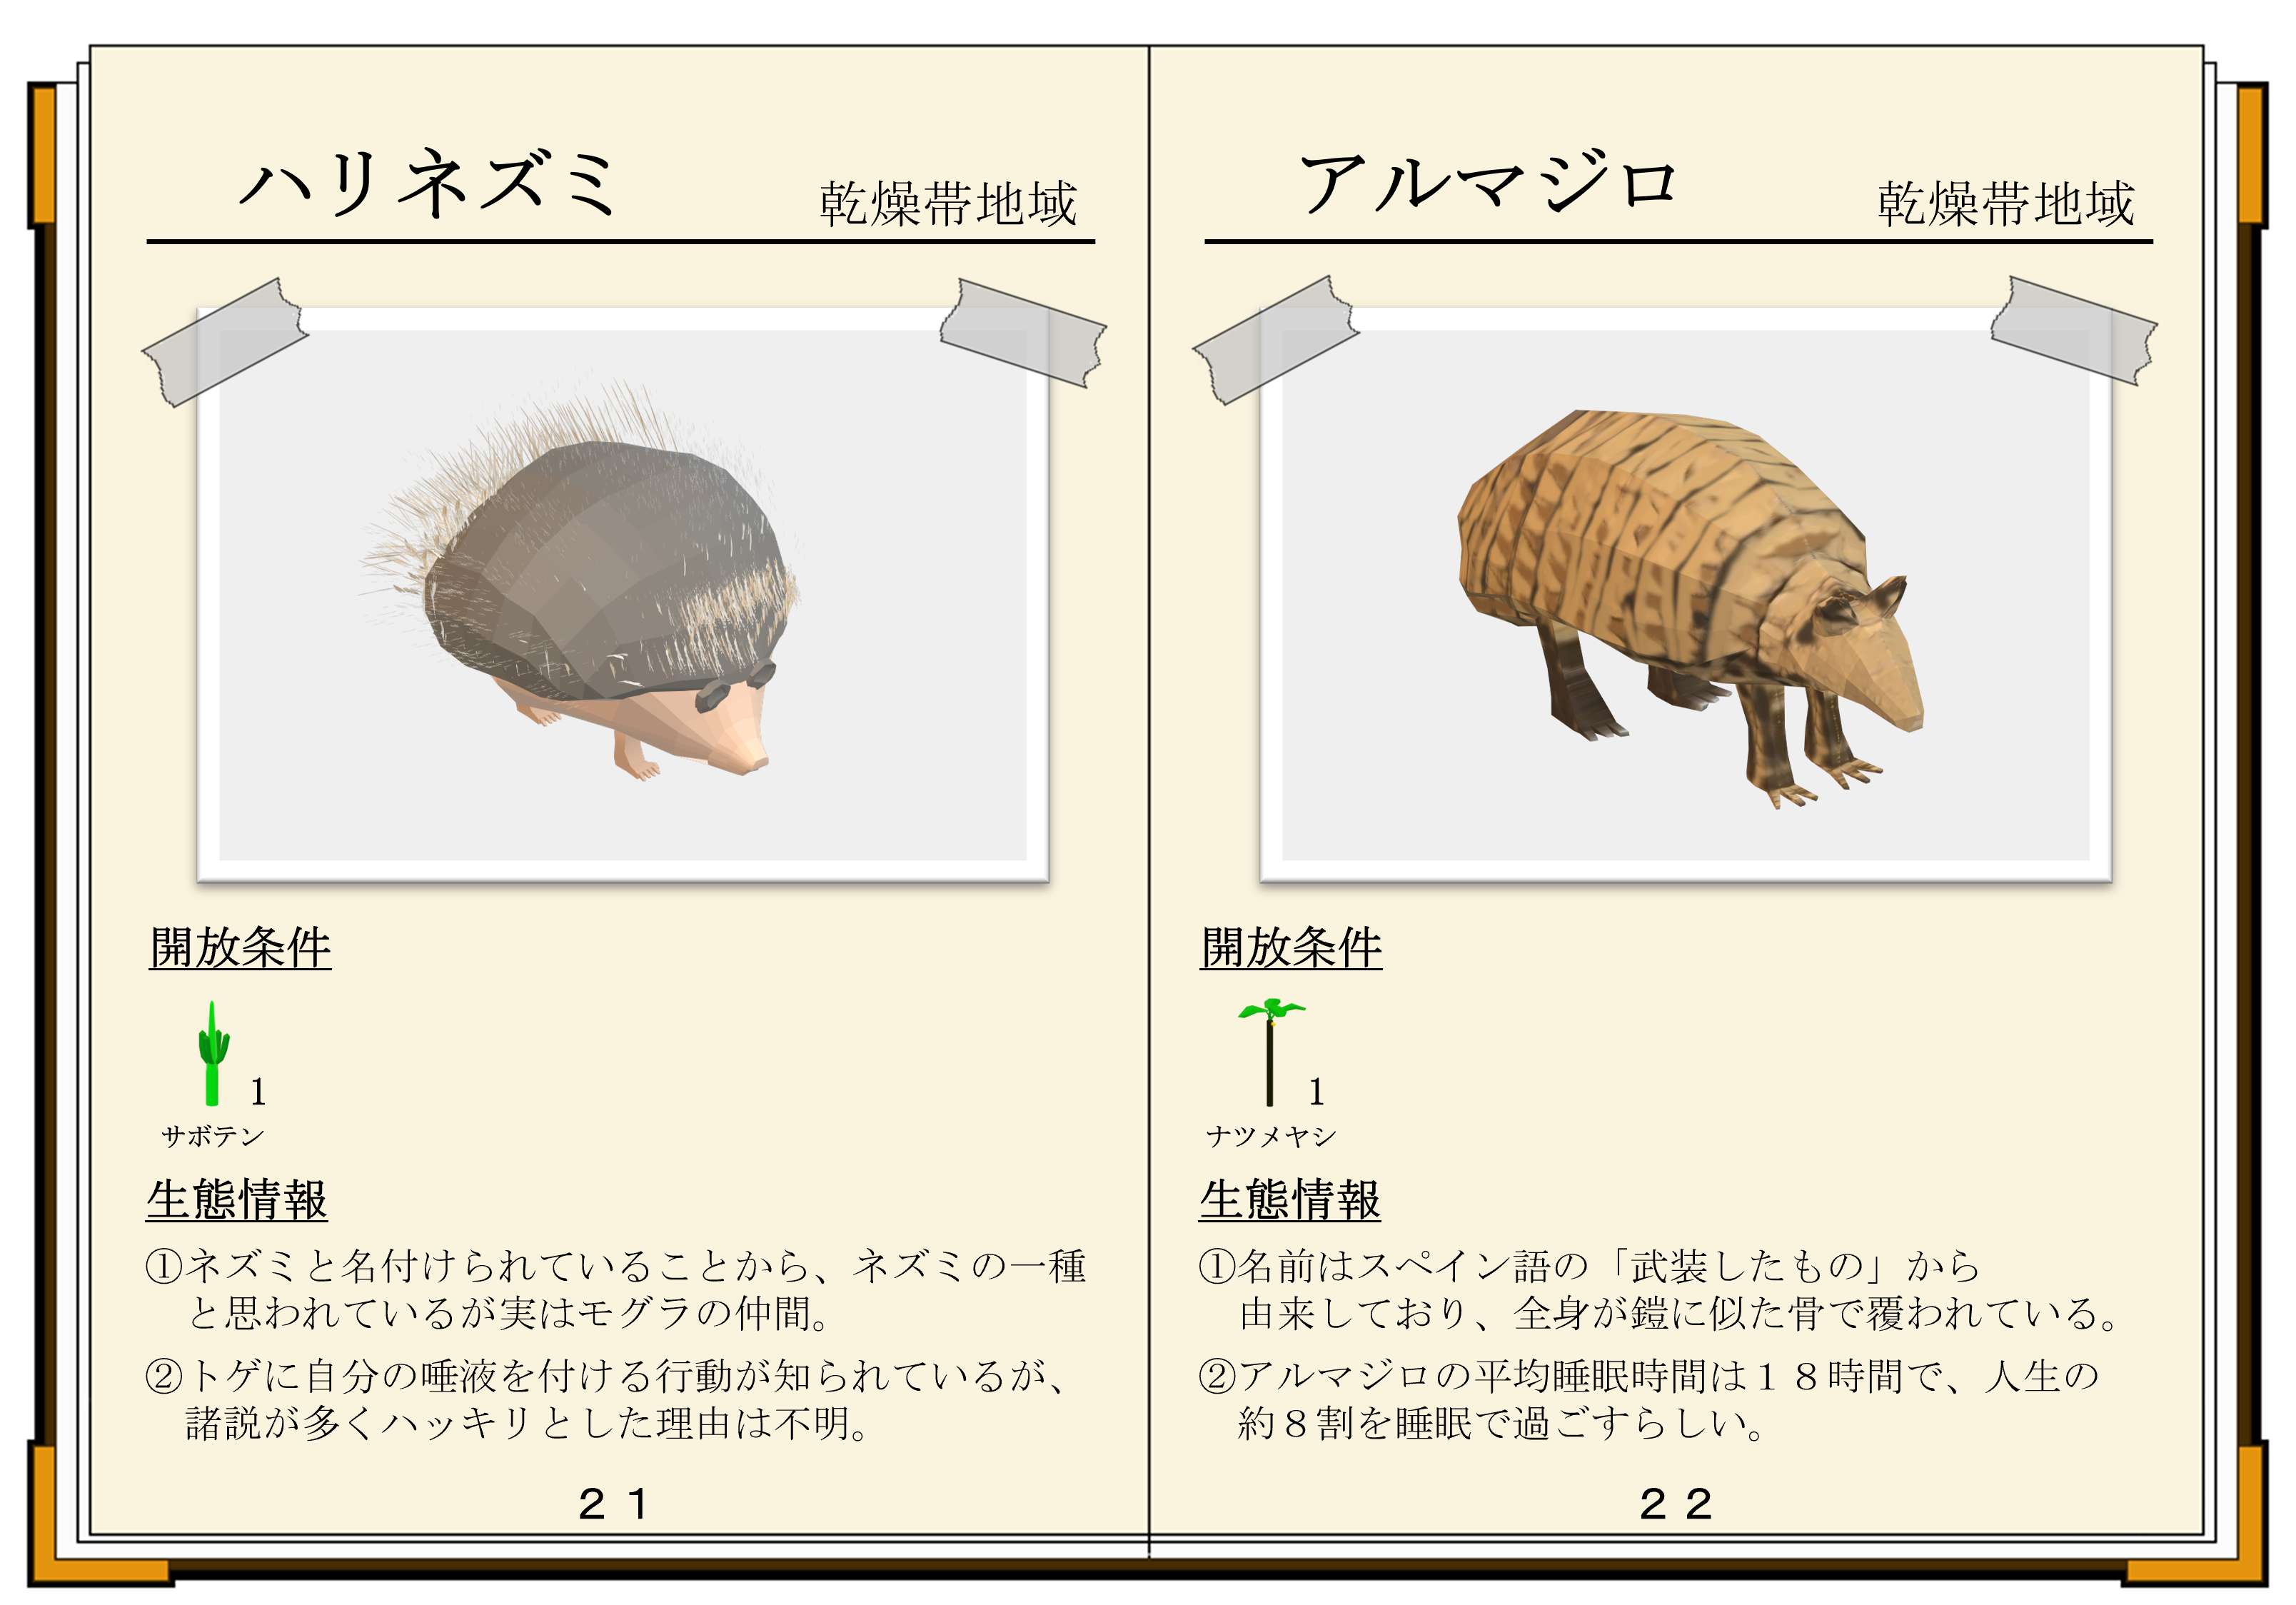 ハリネズミ
乾燥帯地域
開放条件
1
サボテン
生態情報
①ネズミと名付けられていることから、ネズミの一種
と思われているが実はモグラの仲間。
②トゲに自分の唾液を付ける行動が知られているが、
諸説が多くハッキリとした理由は不明。
２１
アルマジロ
乾燥帯地域
開放条件
1
ナツメヤシ
生態情報
①名前はスペイン語の「武装したもの」から
由来しており、全身が鎧に似た骨で覆われている。
②アルマジロの平均睡眠時間は１８時間で、人生の
約８割を睡眠で過ごすらしい。
２２